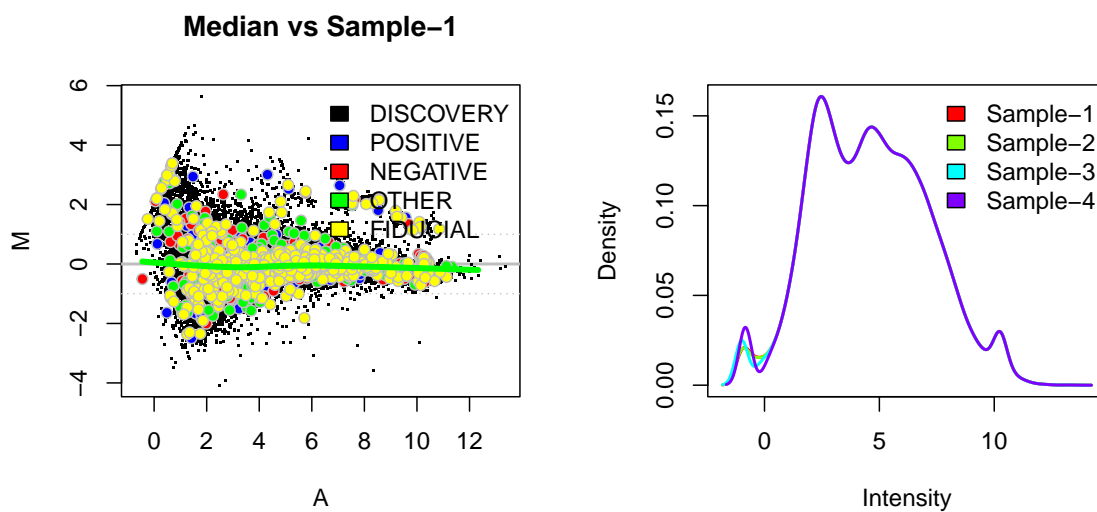 Median vs Sample−1
M
6
4
2
0
−2
−4
DISCOVERY
POSITIVE
NEGATIVE
OTHER
FIDUCIAL
0 2 4 6 8 10 12
A
Density
0.15
0.10
0.05
0.00
Sample−1
Sample−2
Sample−3
Sample−4
0 5 10
Intensity